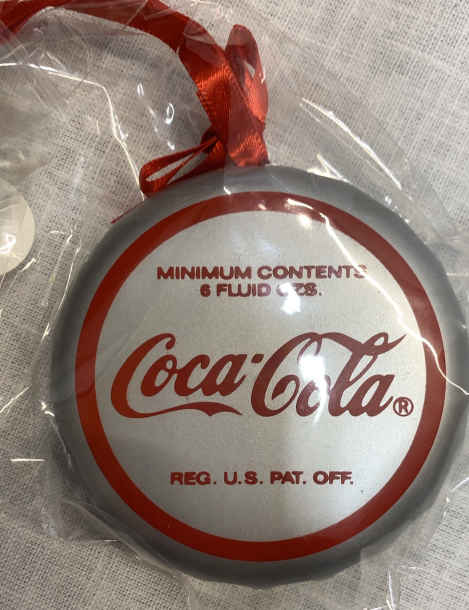 MINIMUM CONTENTS
6 FLUID OZS.
Coca-Cola®
REG. U.S. PAT. OFF.